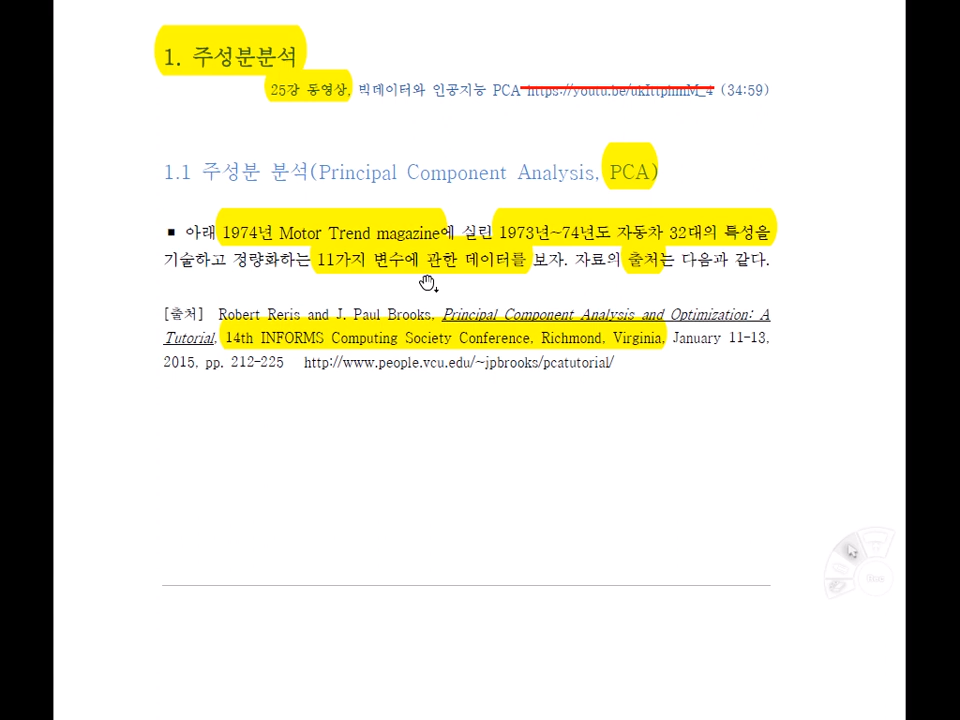 1. 주성분분석
25강 동영상, 빅데이터와 인공지능 PCA (34:59)
1.1 주성분 분석(Principal Component Analysis, PCA)
▪ 아래 1974년 Motor Trend magazine에 실린 1973년~74년도 자동차 32대의 특성을
기술하고 정량화하는 11가지 변수에 관한 데이터를 보자. 자료의 출처는 다음과 같다.
[출처] Robert Reris and J. Paul Brooks, Principal Component Analysis and Optimization: A
Tutorial, 14th INFORMS Computing Society Conference, Richmond, Virginia, January 11-13,
2015, pp. 212-225 http://www.people.vcu.edu/~jpbrooks/pcatutorial/